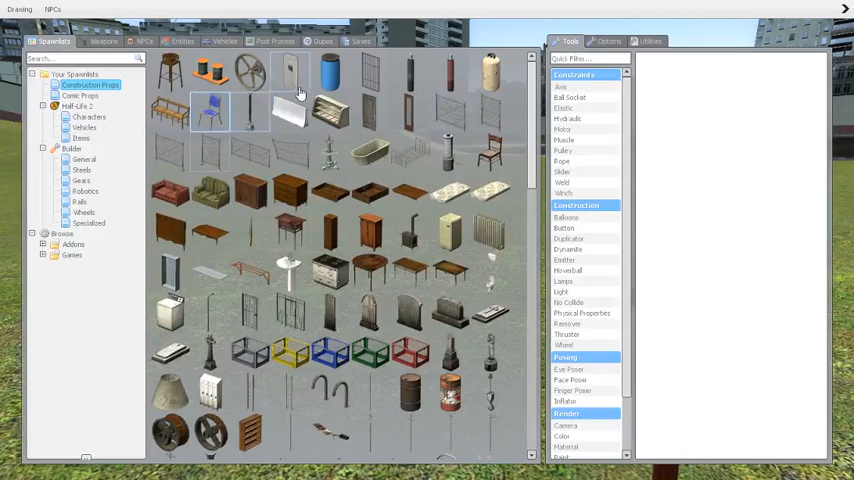 Drawing NPCs
Spawnlists Weapons NPCs Entities Vehicles Post Process Dupes Saves
Search...
Your Spawnlists
Construction Props
Comic Props
Half-Life 2
Characters
Vehicles
Items
Builder
General
Steels
Gears
Robotics
Rails
Wheels
Specialized
Browse
Addons
Games
Tools Options Utilities
Quick Filter...
Constraints
Axis
Ball Socket
Elastic
Hydraulic
Motor
Muscle
Pulley
Rope
Slider
Weld
Winch
Construction
Balloons
Button
Duplicator
Dynamite
Emitter
Hoverball
Lamps
Light
No Collide
Physical Properties
Remover
Thruster
Wheel
Posing
Eye Poser
Face Poser
Finger Poser
Inflator
Render
Camera
Color
Material
Paint